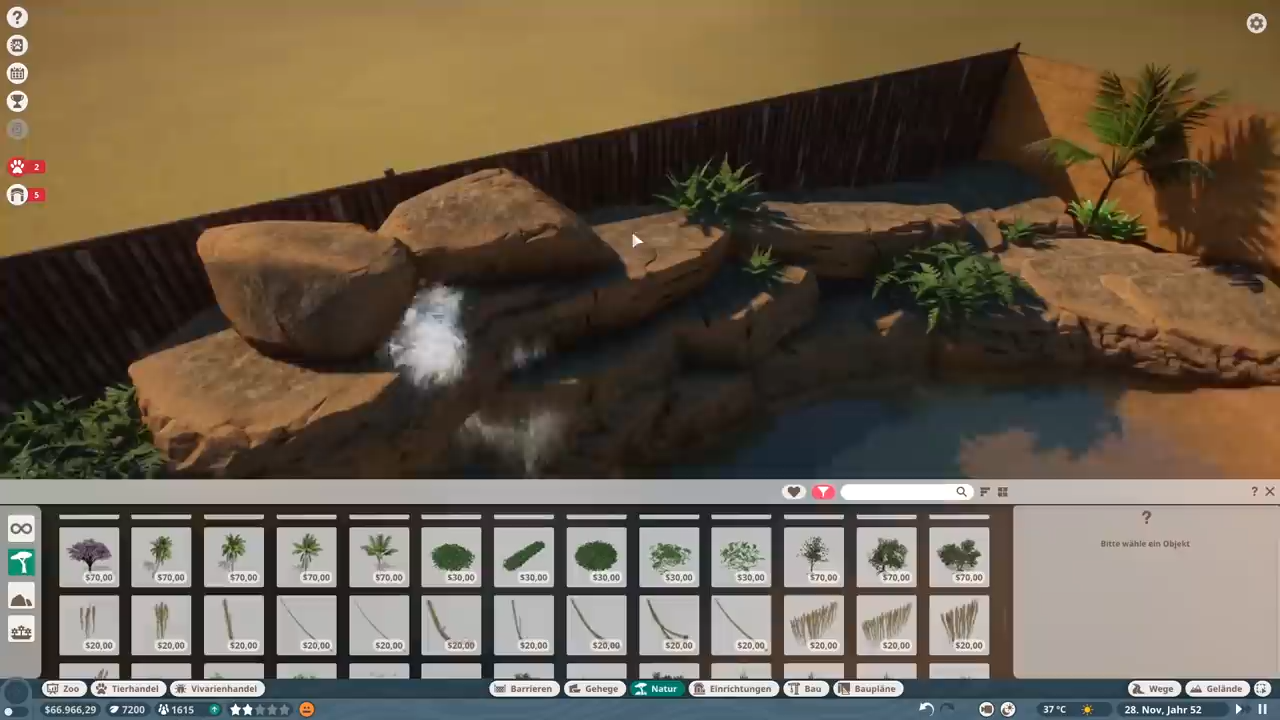 ?
2
5
? ×
?
Bitte wähle ein Objekt
$70,00 $70,00 $70,00 $70,00 $70,00 $30,00 $30,00 $30,00 $30,00 $30,00 $70,00 $70,00 $70,00
$20,00 $20,00 $20,00 $20,00 $20,00 $20,00 $20,00 $20,00 $20,00 $20,00 $20,00 $20,00 $20,00
Zoo Tierhandel Vivarienhandel Barrieren Gehege Natur Einrichtungen Bau Baupläne Wege Gelände
$66.966,29 7200 1615 37 °C 28. Nov, Jahr 52